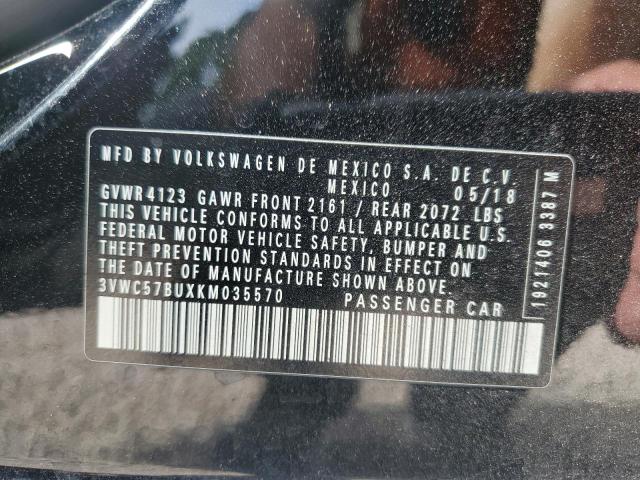 MFD BY VOLKSWAGEN DE MEXICO S.A. DE C.V
MEXICO 05/18
GVWR 4123 GAWR FRONT 2161 / REAR 2072 LBS
THIS VEHICLE CONFORMS TO ALL APPLICABLE U.S.
FEDERAL MOTOR VEHICLE SAFETY, BUMPER AND
THEFT PREVENTION STANDARDS IN EFFECT ON
THE DATE OF MANUFACTURE SHOWN ABOVE.
3VWC57BUXKM035570 PASSENGER CAR
1921406 3387 M